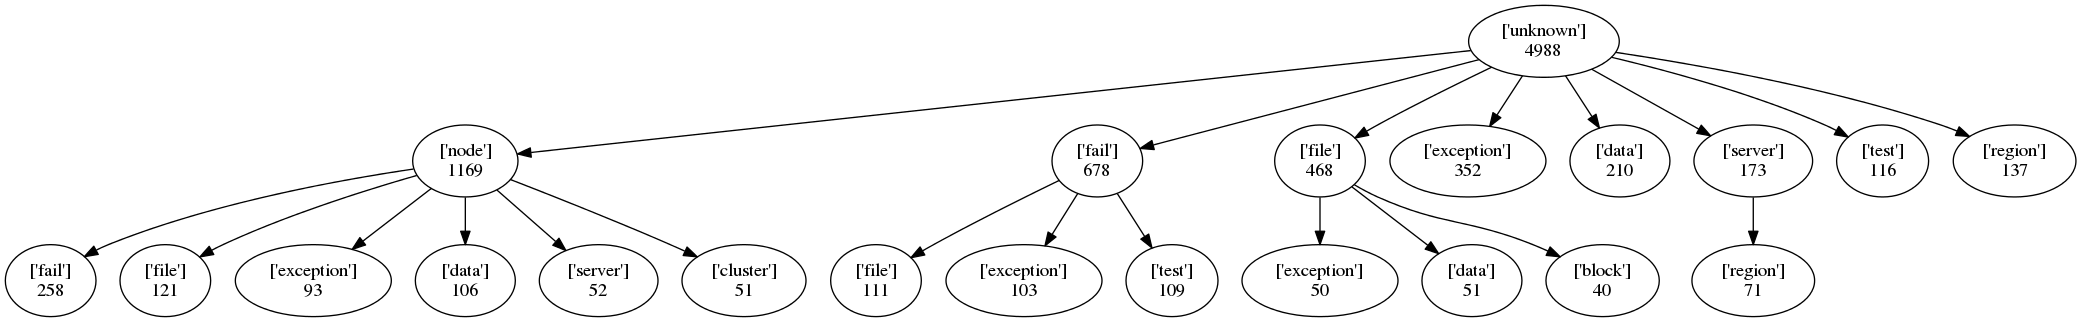 ['unknown']
4988
['node']
1169
['fail']
678
['file']
468
['exception']
352
['data']
210
['server']
173
['test']
116
['region']
137
['fail']
258
['file']
121
['exception']
93
['data']
106
['server']
52
['cluster']
51
['file']
111
['exception']
103
['test']
109
['exception']
50
['data']
51
['block']
40
['region']
71